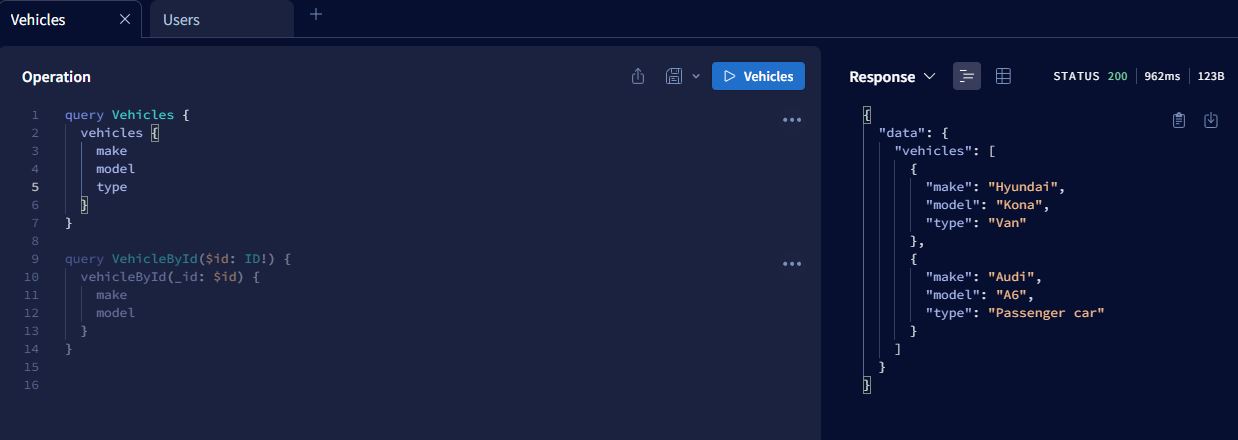 Vehicles
Users
Operation
Vehicles
1 query Vehicles {
2 vehicles {
3 make
4 model
5 type
6 }
7 }
8
9 query VehicleById($id: ID!) {
10 vehicleById(_id: $id) {
11 make
12 model
13 }
14 }
15
16
Response
STATUS 200 962ms 123B
{
"data": {
"vehicles": [
{
"make": "Hyundai",
"model": "Kona",
"type": "Van"
},
{
"make": "Audi",
"model": "A6",
"type": "Passenger car"
}
]
}
}